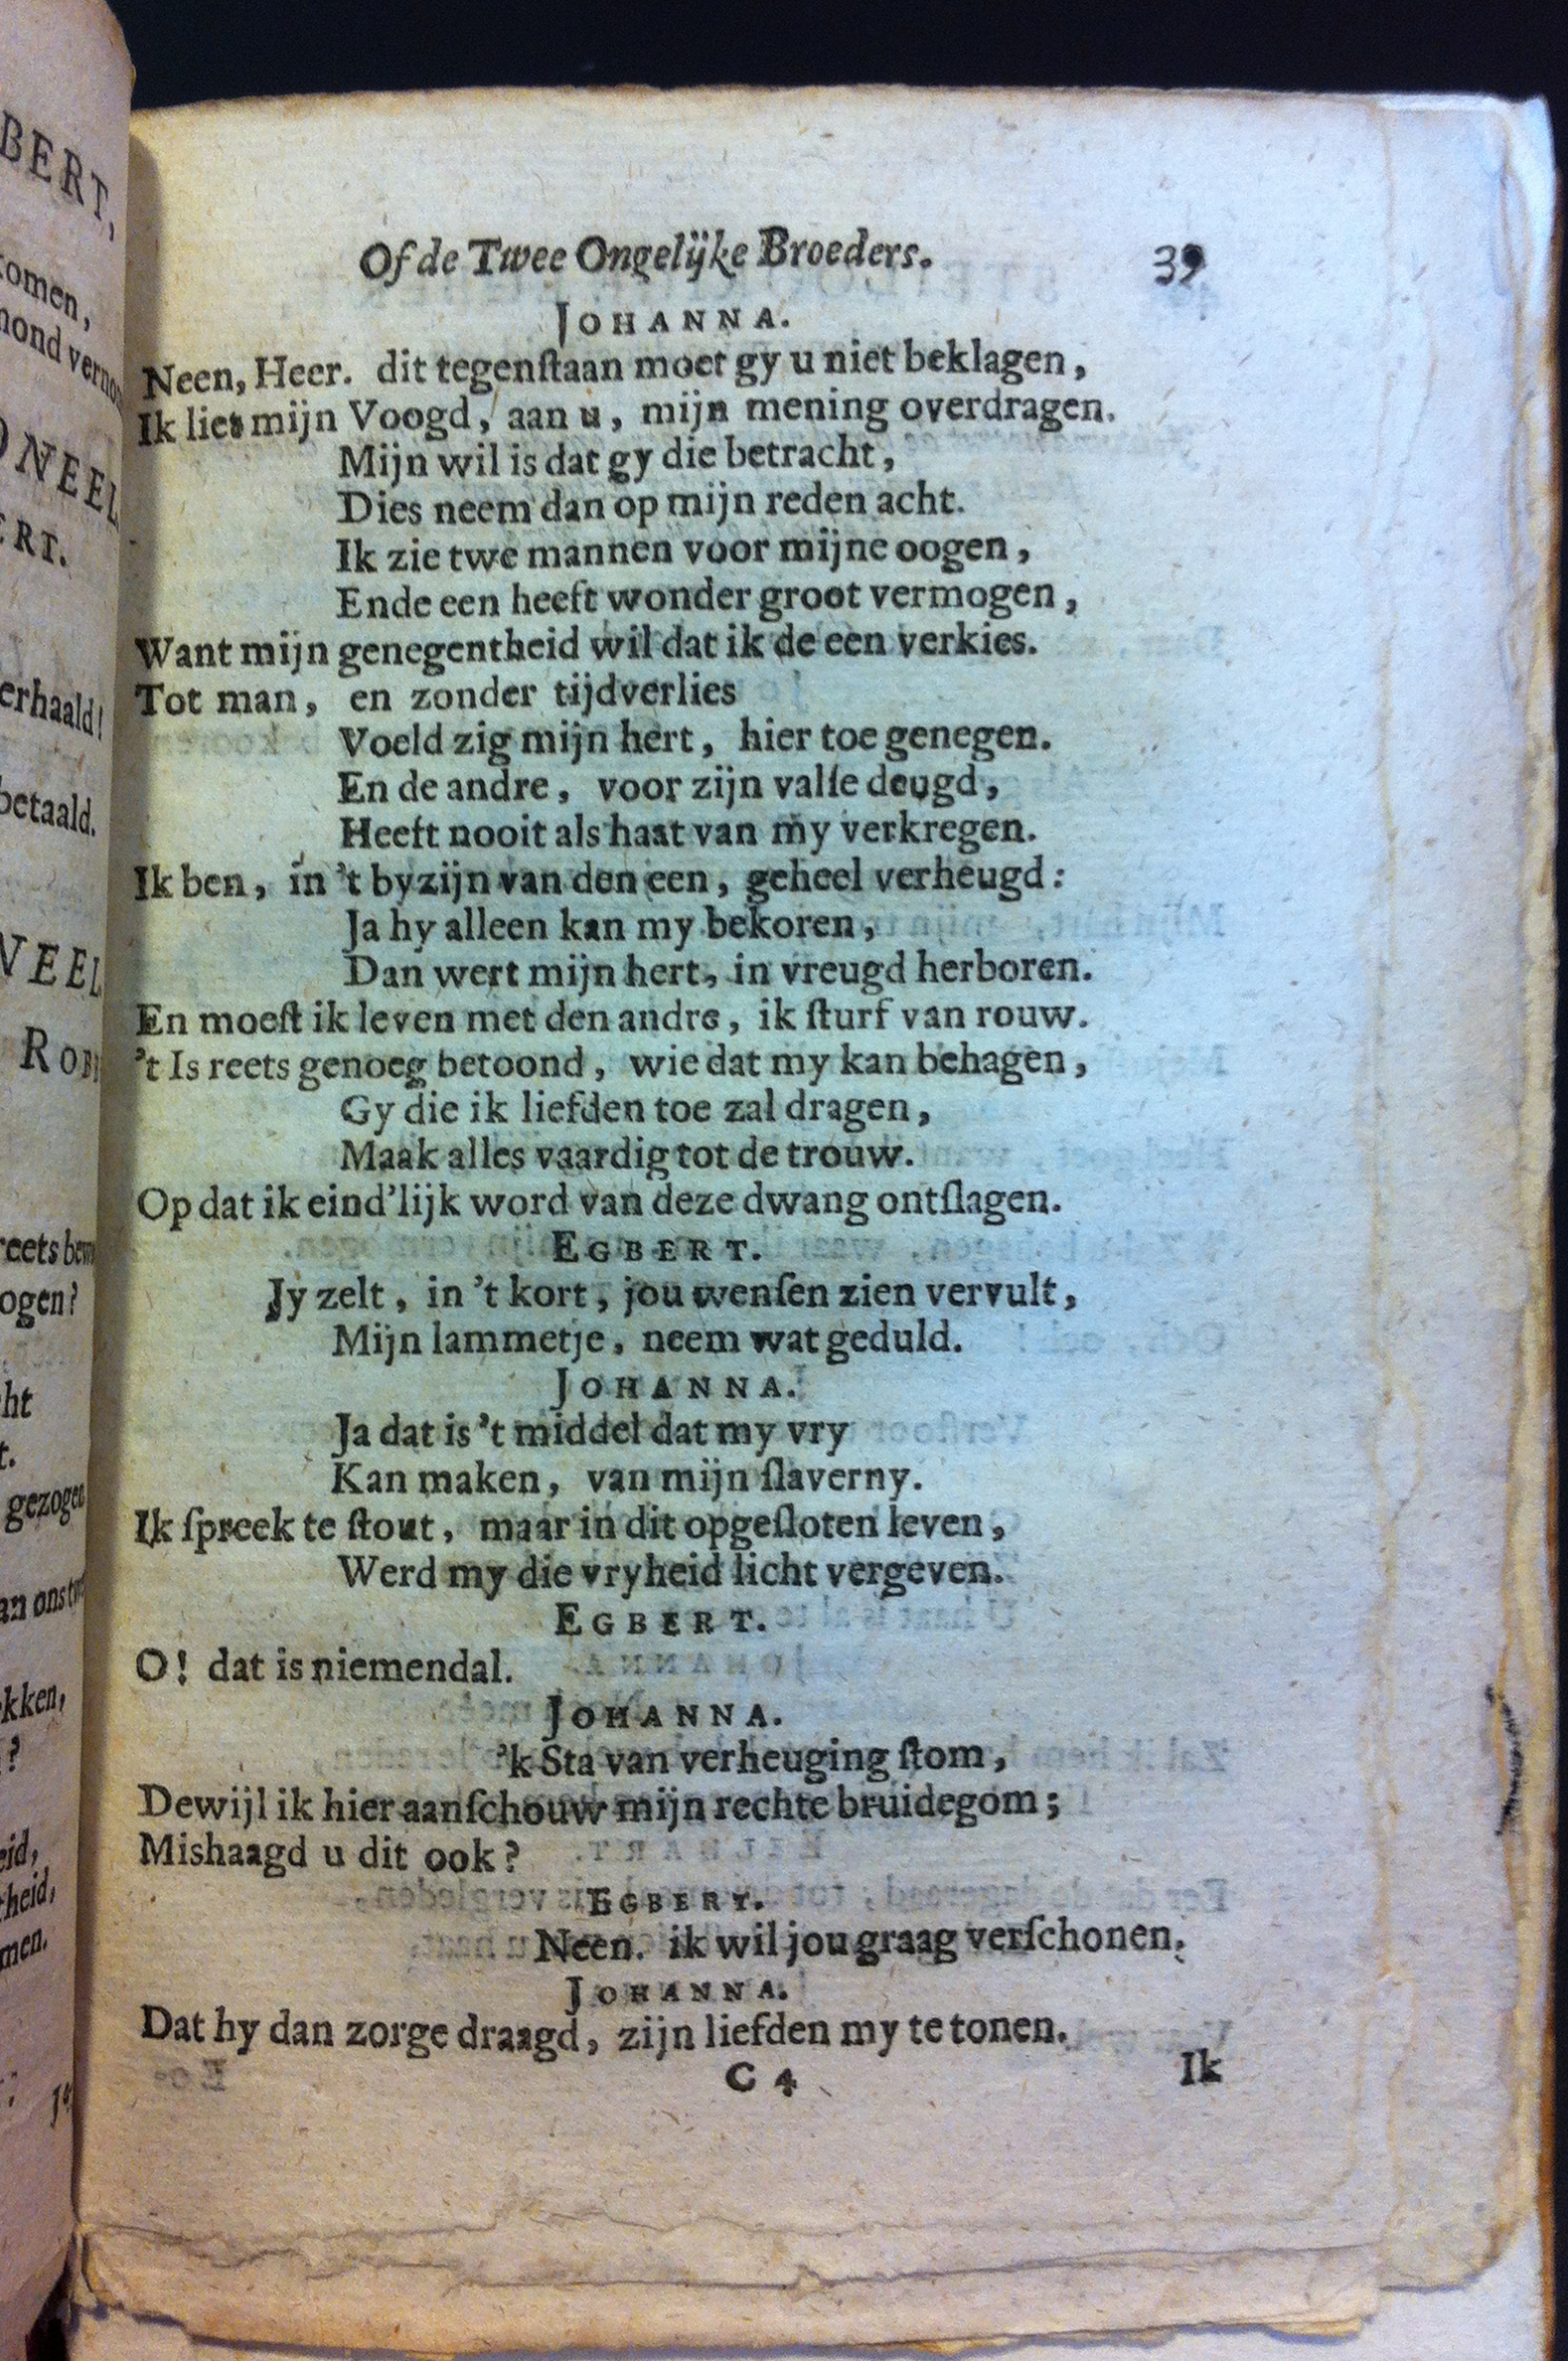 Of de Twee Ongelijke Broeders. 39
JOHANNA.
Neen, Heer. dit tegenſtaan moet gy u niet beklagen,
Ik liet mijn Voogd, aan u, mijn mening overdragen.
Mijn wil is dat gy die betracht,
Dies neem dan op mijn reden acht.
Ik zie twe mannen voor mijne oogen,
Ende een heeft wonder groot vermogen,
Want mijn genegentheid wil dat ik de een verkies.
Tot man, en zonder tijdverlies
Voeld zig mijn hert, hier toe genegen.
En de andre, voor zijn valſe deugd,
Heeft nooit als haat van my verkregen.
Ik ben, in 't byzijn van den een, geheel verheugd:
Ja hy alleen kan my bekoren,
Dan wert mijn hert, in vreugd herboren.
En moeſt ik leven met den andre, ik ſturf van rouw.
't Is reets genoeg betoond, wie dat my kan behagen,
Gy die ik liefden toe zal dragen,
Maak alles vaardig tot de trouw.
Op dat ik eind'lijk word van deze dwang ontſlagen.
EGBERT.
Jy zelt, in 't kort, jou wenſen zien vervult,
Mijn lammetje, neem wat geduld.
JOHANNA.
Ja dat is 't middel dat my vry
Kan maken, van mijn ſlaverny.
Ik ſpreek te ſtout, maar in dit opgeſloten leven,
Werd my die vryheid licht vergeven.
EGBERT.
O! dat is niemendal.
JOHANNA.
'k Sta van verheuging ſtom,
Dewijl ik hier aanſchouw mijn rechte bruidegom;
Mishaagd u dit ook?
EGBERT.
Neen. ik wil jou graag verſchonen.
JOHANNA.
Dat hy dan zorge draagd, zijn liefden my te tonen.
C 4 Ik